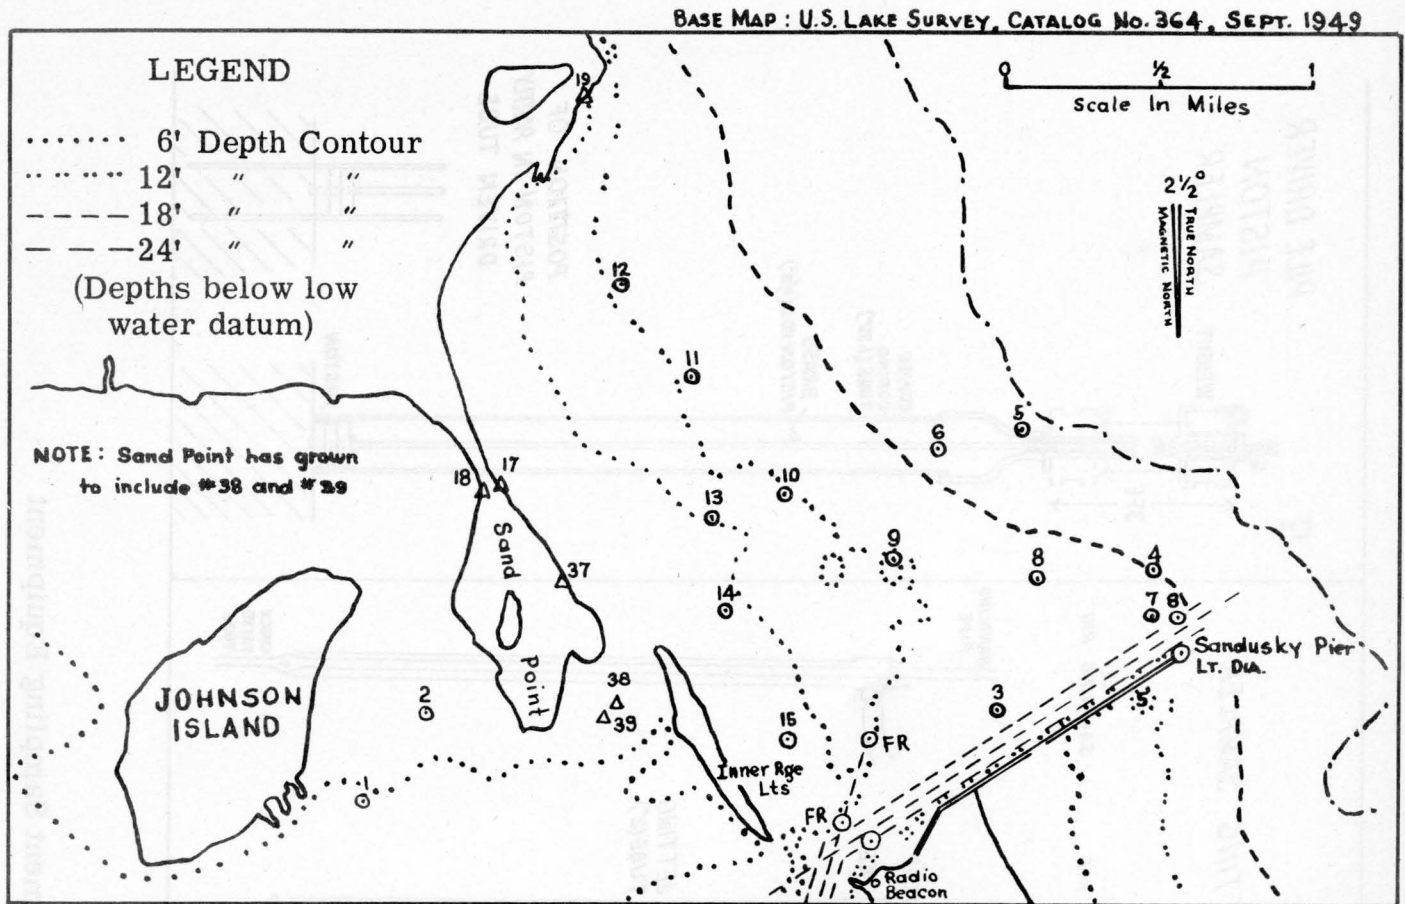 BASE MAP : U.S. LAKE SURVEY, CATALOG No. 364, SEPT. 1949
LEGEND
6' Depth Contour
12' " "
18' " "
24' " "
(Depths below low
water datum)
0 ½ 1
Scale In Miles
2½°
TRUE NORTH
MAGNETIC NORTH
NOTE: Sand Point has grown
to include #38 and #39
19
12
11
5
6
18
17
10
13
9
8
4
37
14
7
81
Sand Point
Sandusky Pier
LT. DIA.
JOHNSON
ISLAND
2
38
39
3
15
FR
Inner Rge
Lts
1
FR
Radio
Beacon